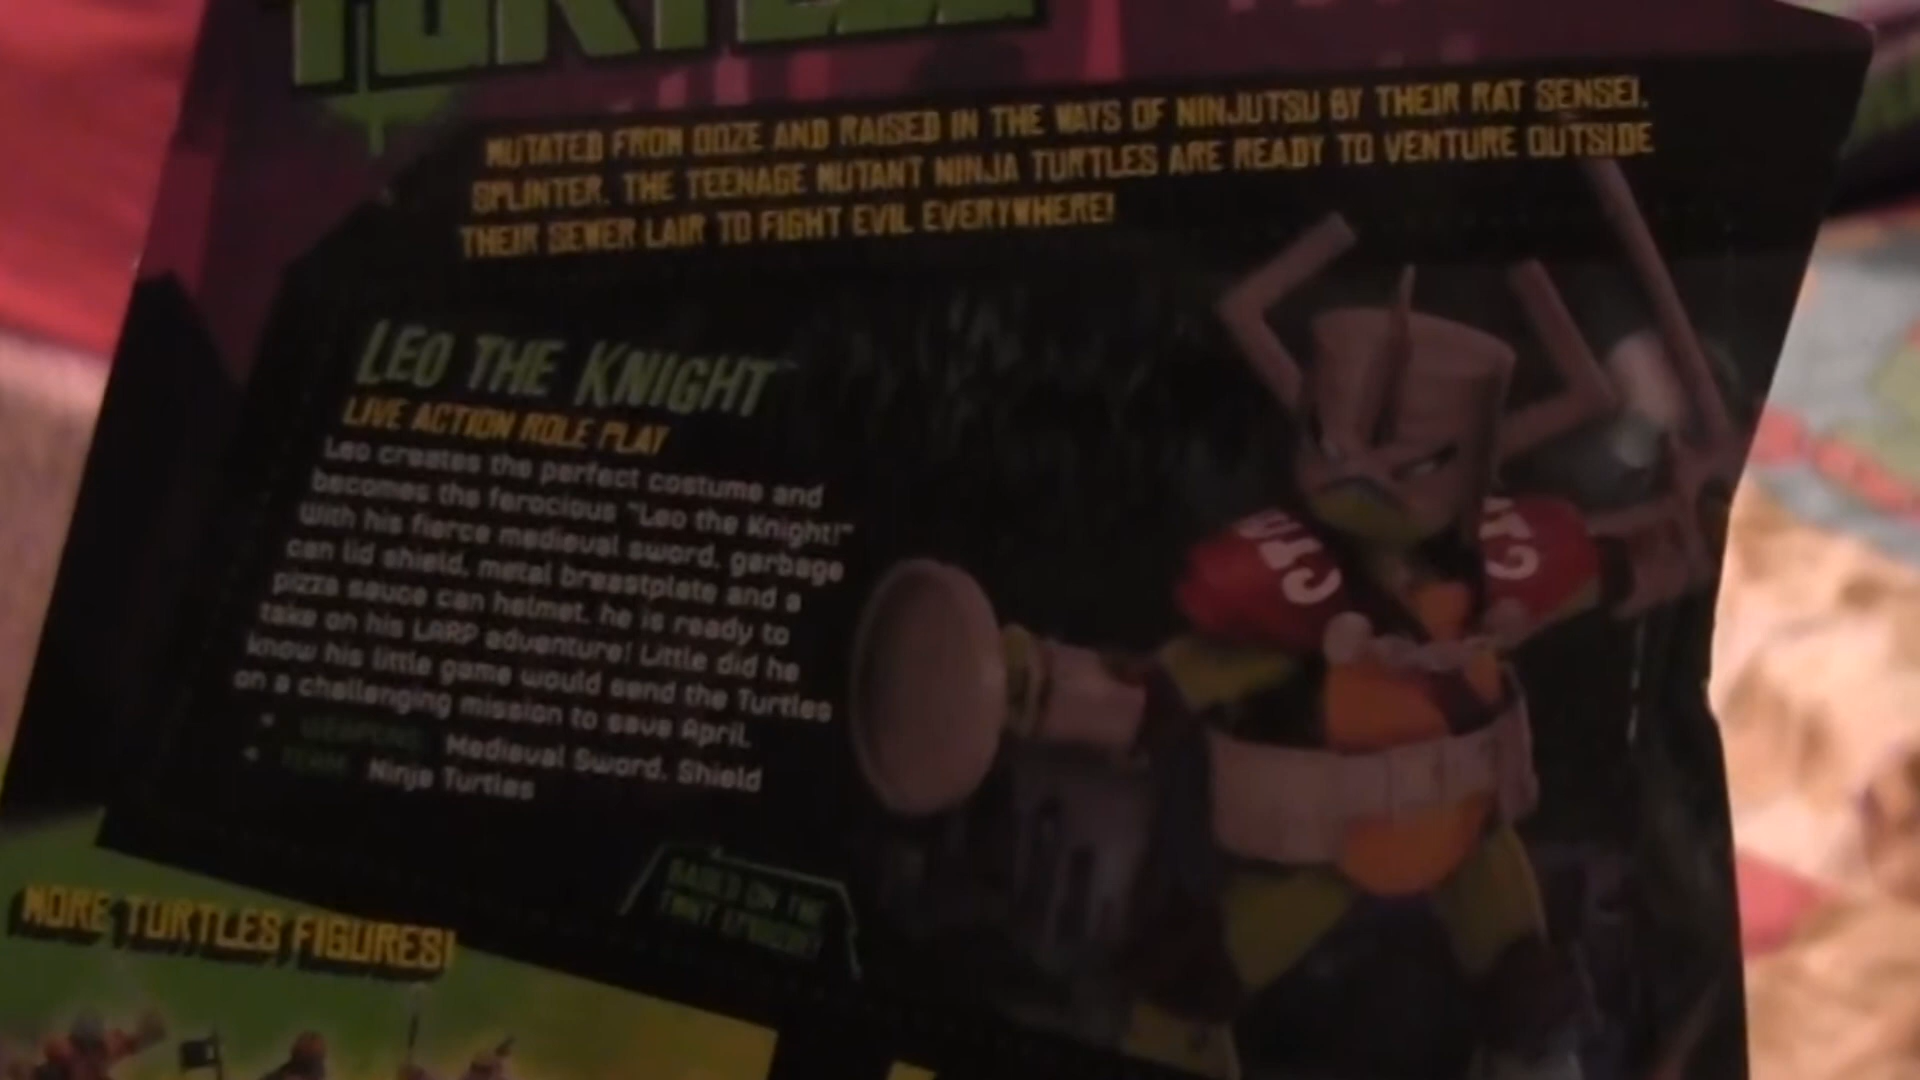 TURTLES
MUTATED FROM OOZE AND RAISED IN THE WAYS OF NINJUTSU BY THEIR RAT SENSEI,
SPLINTER, THE TEENAGE MUTANT NINJA TURTLES ARE READY TO VENTURE OUTSIDE
THEIR SEWER LAIR TO FIGHT EVIL EVERYWHERE!
LEO THE KNIGHT
LIVE ACTION ROLE PLAY
Leo creates the perfect costume and
becomes the ferocious "Leo the Knight!"
With his fierce medieval sword, garbage
can lid shield, metal breastplate and a
pizza sauce can helmet, he is ready to
take on his LARP adventure! Little did he
know his little game would send the Turtles
on a challenging mission to save April.
• WEAPONS: Medieval Sword, Shield
• TEAM: Ninja Turtles
BASED ON THE
TMNT EPISODE!
MORE TURTLES FIGURES!